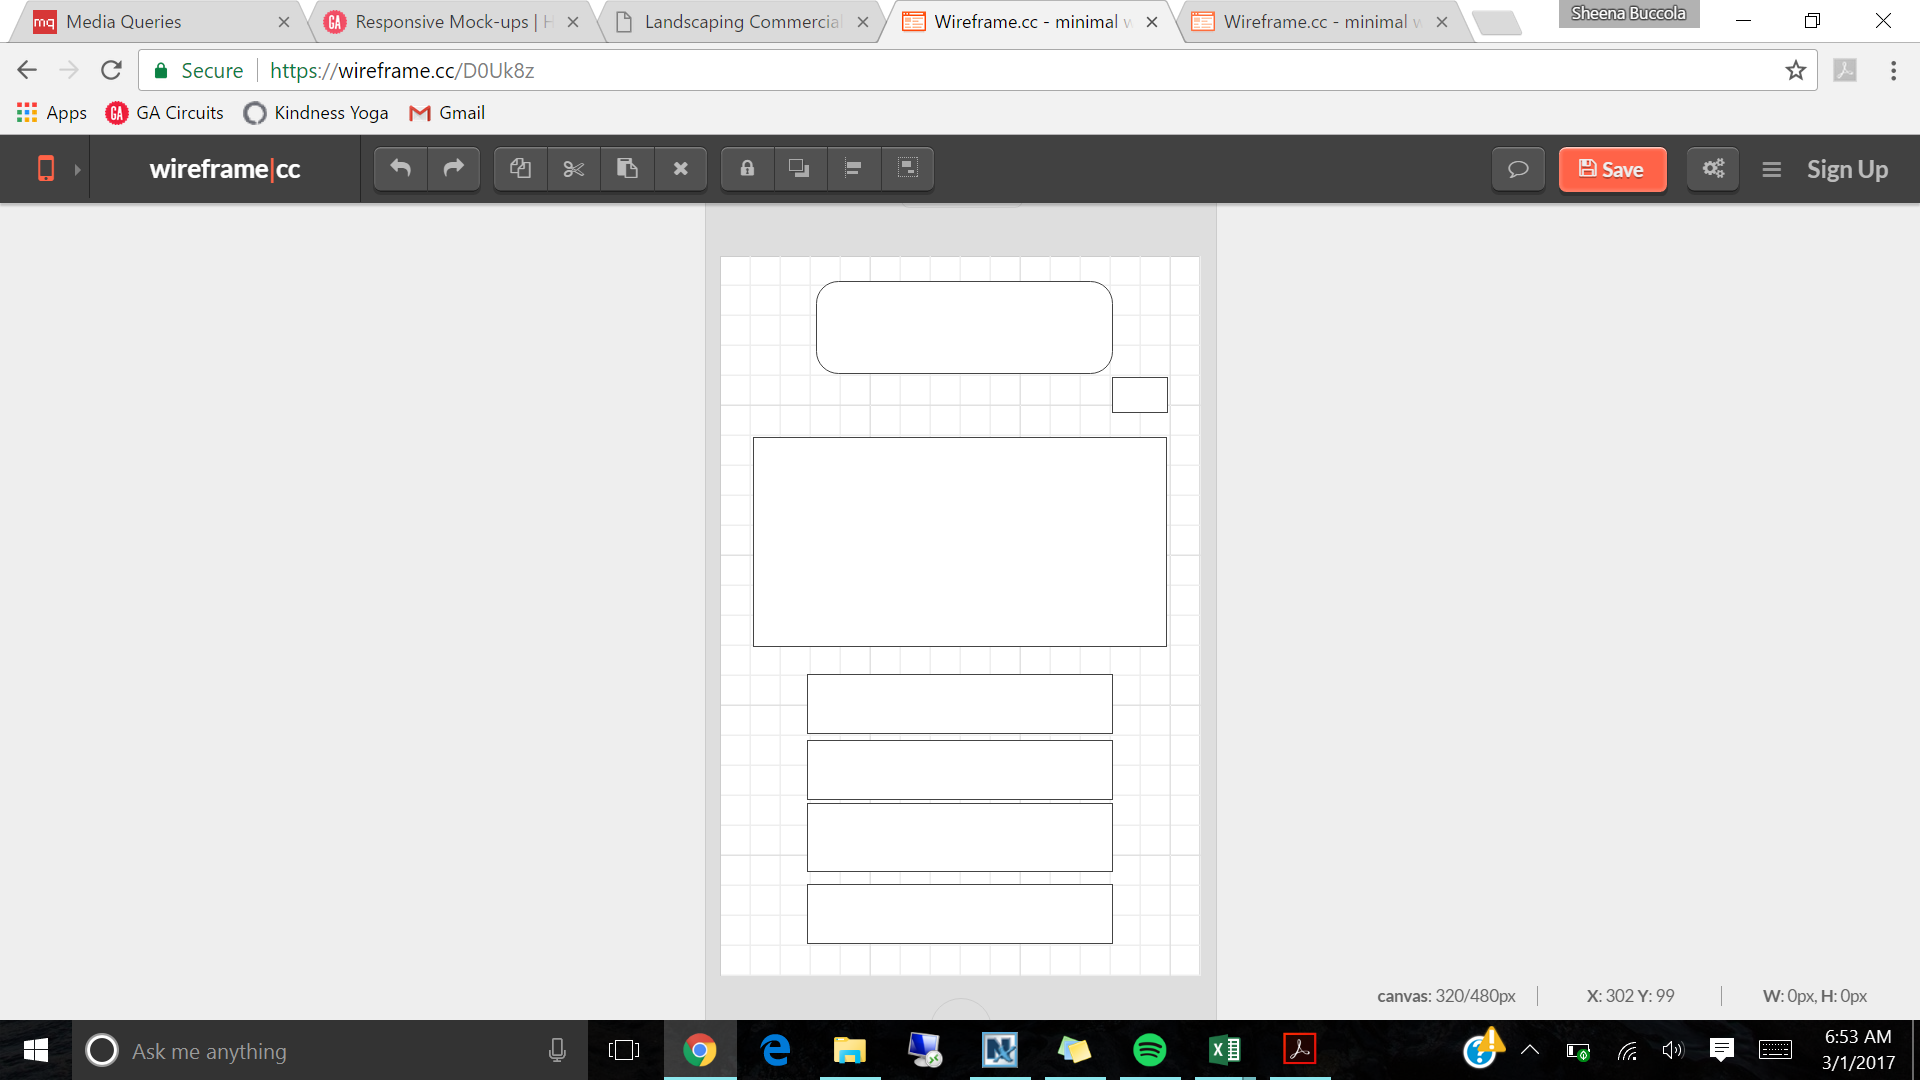 mq Media Queries
GA Responsive Mock-ups | H
Landscaping Commercial
Wireframe.cc - minimal w
Wireframe.cc - minimal w
Sheena Buccola
Secure https://wireframe.cc/D0Uk8z
Apps GA GA Circuits Kindness Yoga Gmail
wireframe|cc Save Sign Up
canvas: 320/480px X: 302 Y: 99 W: 0px, H: 0px
Ask me anything
6:53 AM
3/1/2017